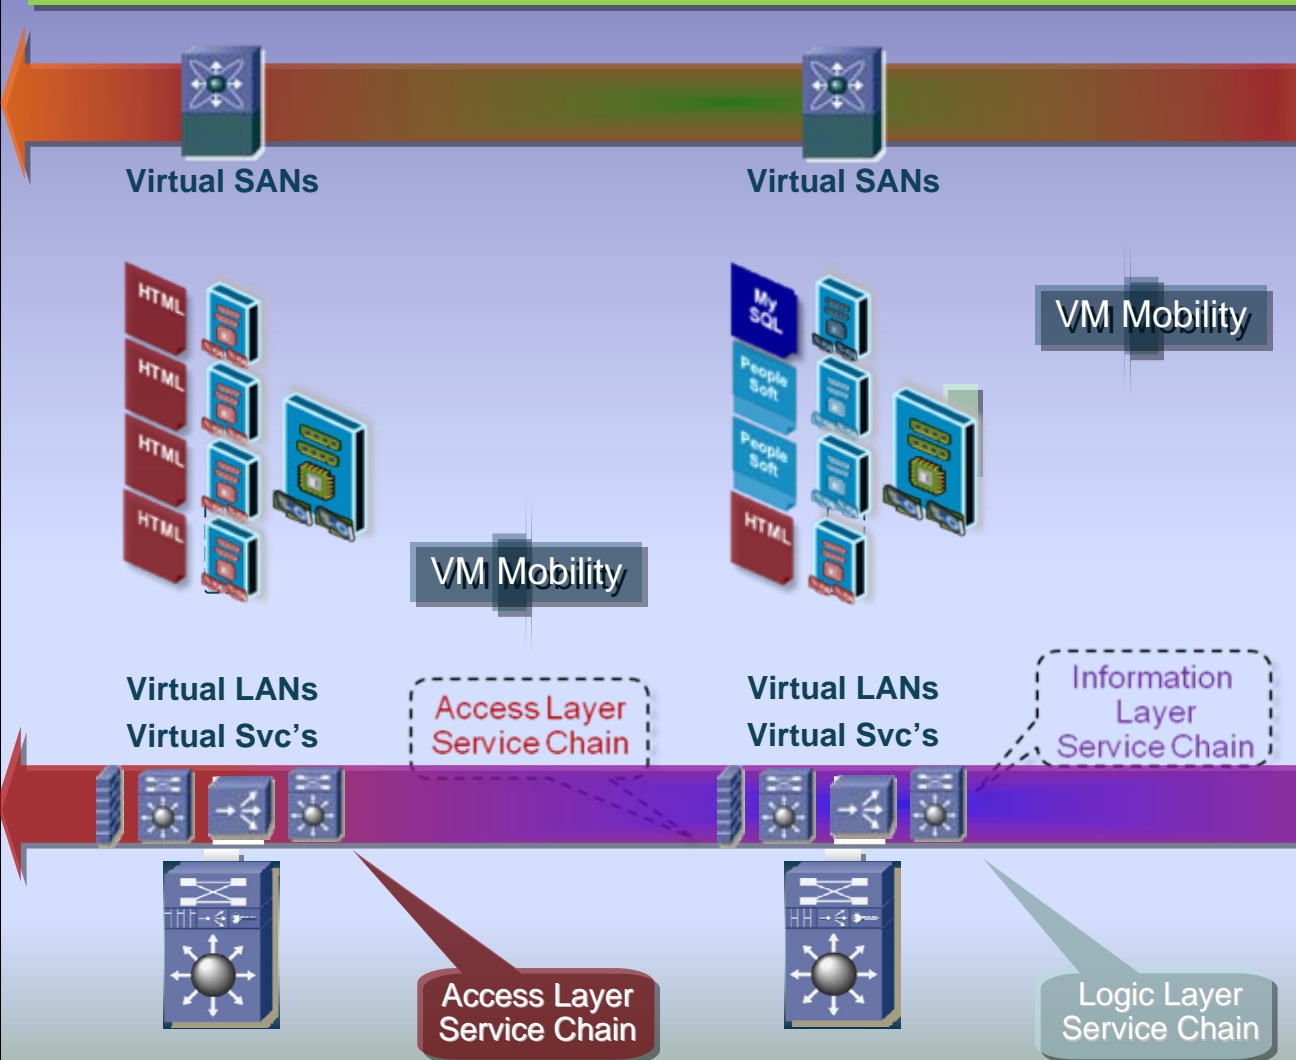 Virtual SANs
Virtual SANs
HTML
HTML
HTML
HTML
My
SQL
People
Soft
People
Soft
HTML
VM Mobility
VM Mobility
Virtual LANs
Virtual Svc's
Access Layer
Service Chain
Virtual LANs
Virtual Svc's
Information
Layer
Service Chain
Access Layer
Service Chain
Logic Layer
Service Chain